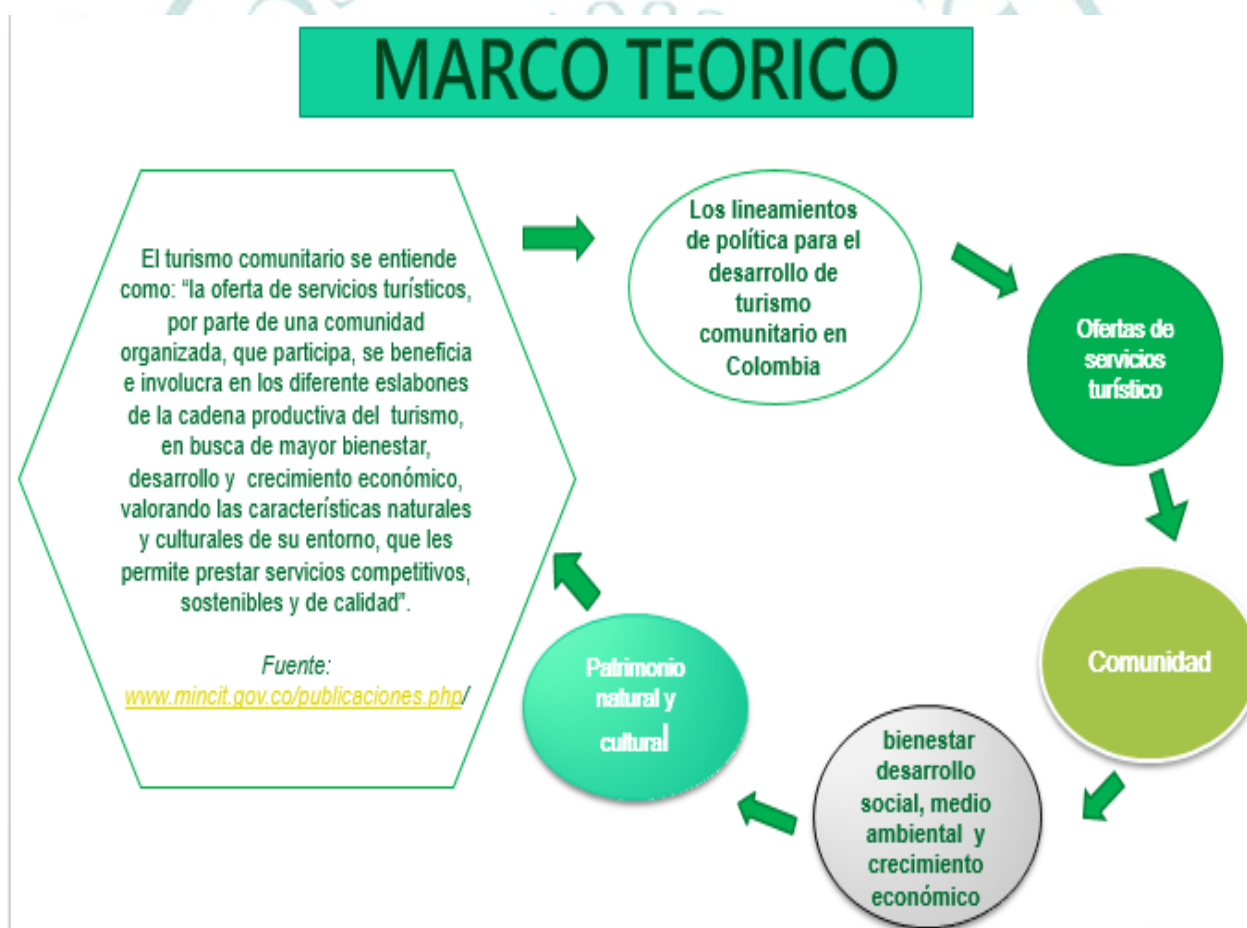 MARCO TEORICO
El turismo comunitario se entiende
como: “la oferta de servicios turísticos,
por parte de una comunidad
organizada, que participa, se beneficia
e involucra en los diferente eslabones
de la cadena productiva del turismo,
en busca de mayor bienestar,
desarrollo y crecimiento económico,
valorando las características naturales
y culturales de su entorno, que les
permite prestar servicios competitivos,
sostenibles y de calidad”.
Fuente:
www.mincit.gov.co/publicaciones.php/
Los lineamientos
de política para el
desarrollo de
turismo
comunitario en
Colombia
Ofertas de
servicios
turístico
Comunidad
bienestar
desarrollo
social, medio
ambiental y
crecimiento
económico
Patrimonio
natural y
cultural